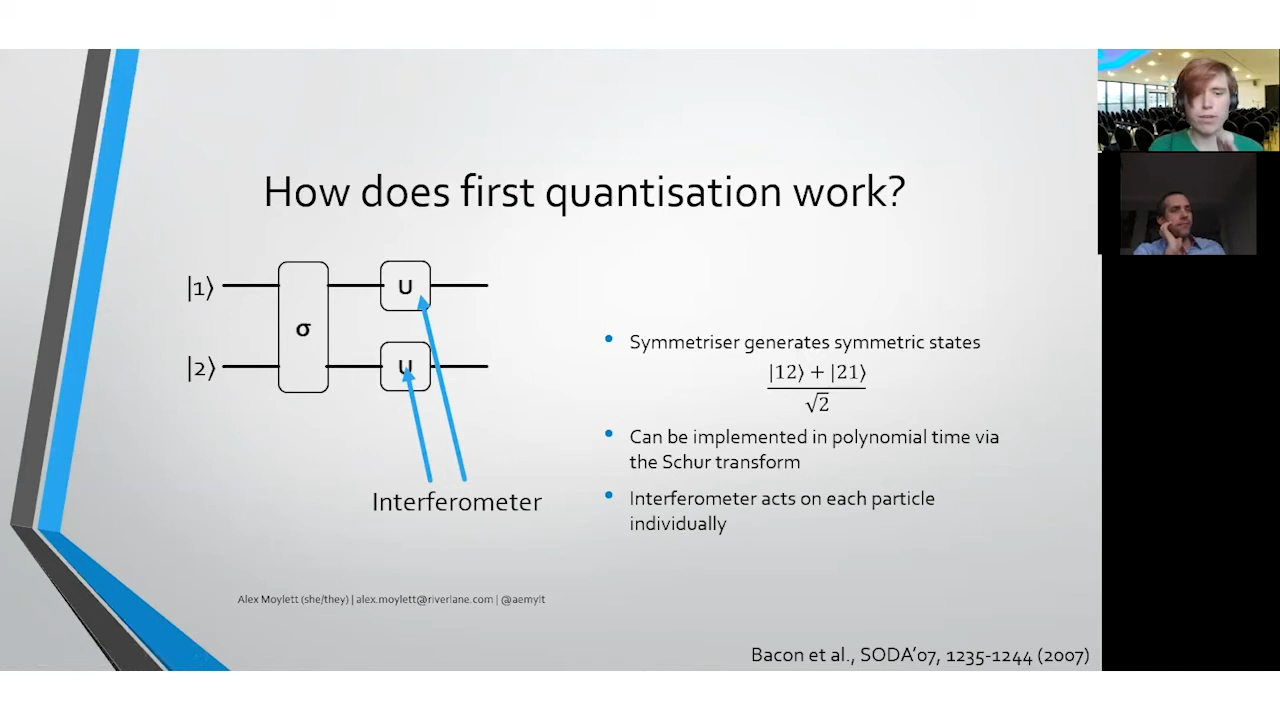 How does first quantisation work?
|1⟩
σ
U
|2⟩
U
Interferometer
• Symmetriser generates symmetric states
|12⟩ + |21⟩
√2
• Can be implemented in polynomial time via
the Schur transform
• Interferometer acts on each particle
individually
Alex Moylett (she/they) | alex.moylett@riverlane.com | @aemylt
Bacon et al., SODA'07, 1235-1244 (2007)